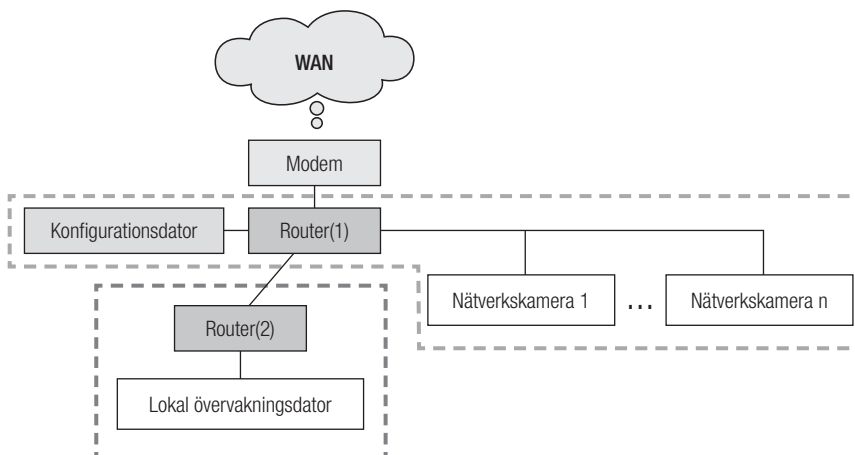 WAN
Modem
Konfigurationsdator
Router(1)
Nätverkskamera 1
...
Nätverkskamera n
Router(2)
Lokal övervakningsdator